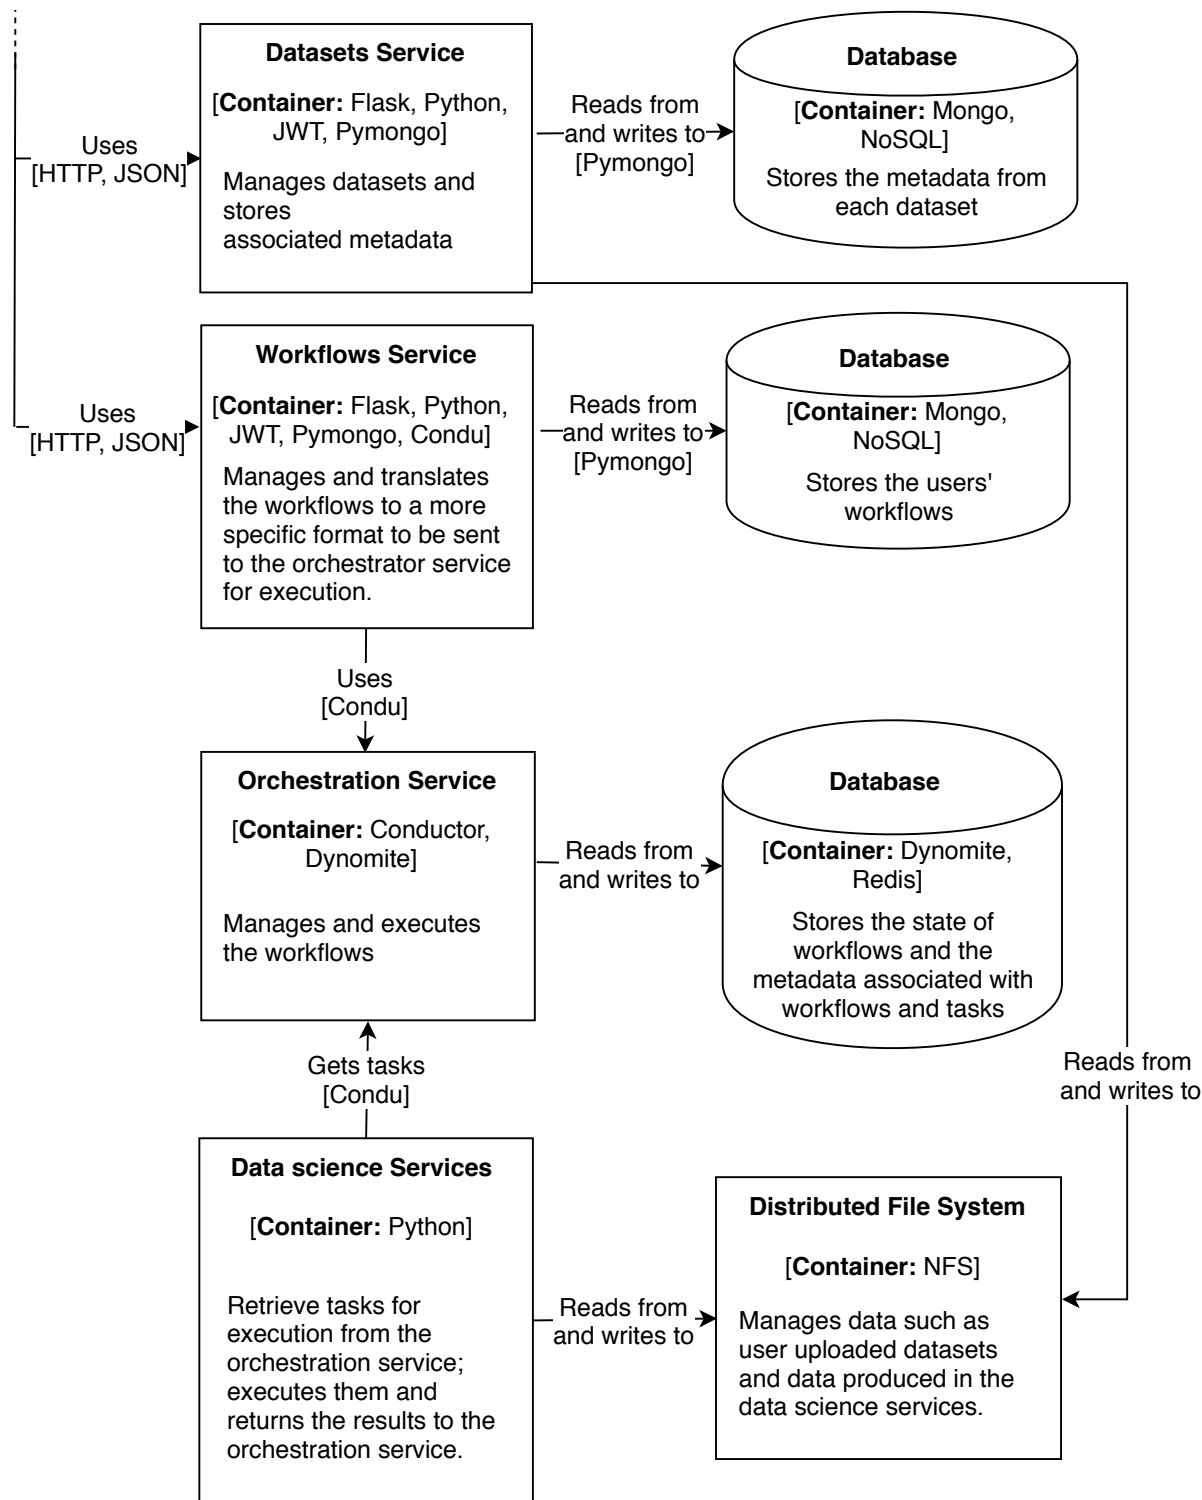 Datasets Service
[Container: Flask, Python,
JWT, Pymongo]
Manages datasets and
stores
associated metadata
Uses
[HTTP, JSON]
Reads from
and writes to
[Pymongo]
Database
[Container: Mongo,
NoSQL]
Stores the metadata from
each dataset
Workflows Service
[Container: Flask, Python,
JWT, Pymongo, Condu]
Manages and translates
the workflows to a more
specific format to be sent
to the orchestrator service
for execution.
Uses
[HTTP, JSON]
Reads from
and writes to
[Pymongo]
Database
[Container: Mongo,
NoSQL]
Stores the users'
workflows
Uses
[Condu]
Orchestration Service
[Container: Conductor,
Dynomite]
Manages and executes
the workflows
Reads from
and writes to
Database
[Container: Dynomite,
Redis]
Stores the state of
workflows and the
metadata associated with
workflows and tasks
Gets tasks
[Condu]
Reads from
and writes to
Data science Services
[Container: Python]
Retrieve tasks for
execution from the
orchestration service;
executes them and
returns the results to the
orchestration service.
Reads from
and writes to
Distributed File System
[Container: NFS]
Manages data such as
user uploaded datasets
and data produced in the
data science services.